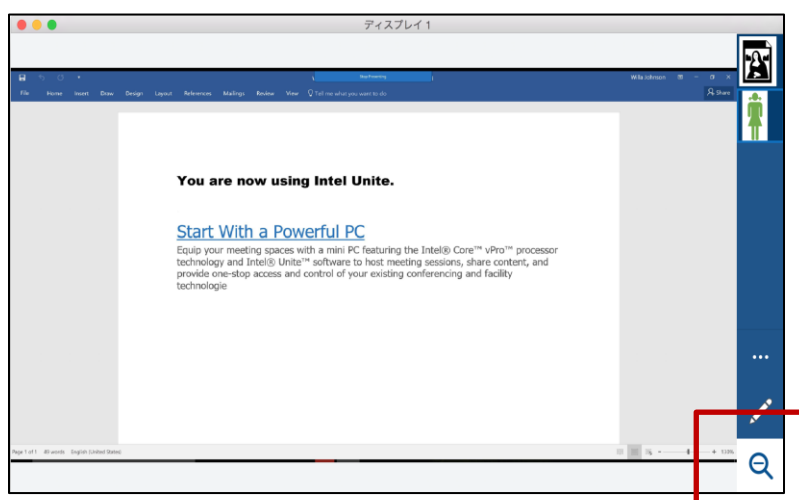 ディスプレイ 1
Willa Johnson
File Home Insert Draw Design Layout References Mailings Review View Tell me what you want to do Share
You are now using Intel Unite.
Start With a Powerful PC
Equip your meeting spaces with a mini PC featuring the Intel® Core™ vPro™ processor
technology and Intel® Unite™ software to host meeting sessions, share content, and
provide one-stop access and control of your existing conferencing and facility
technologie
Page 1 of 1 49 words English (United States)